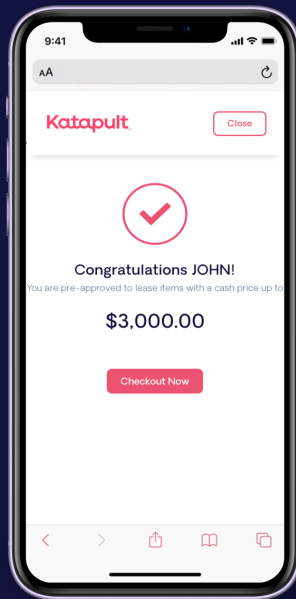 9:41
AA
Katapult.
Close
Congratulations JOHN!
You are pre-approved to lease items with a cash price up to
$3,000.00
Checkout Now